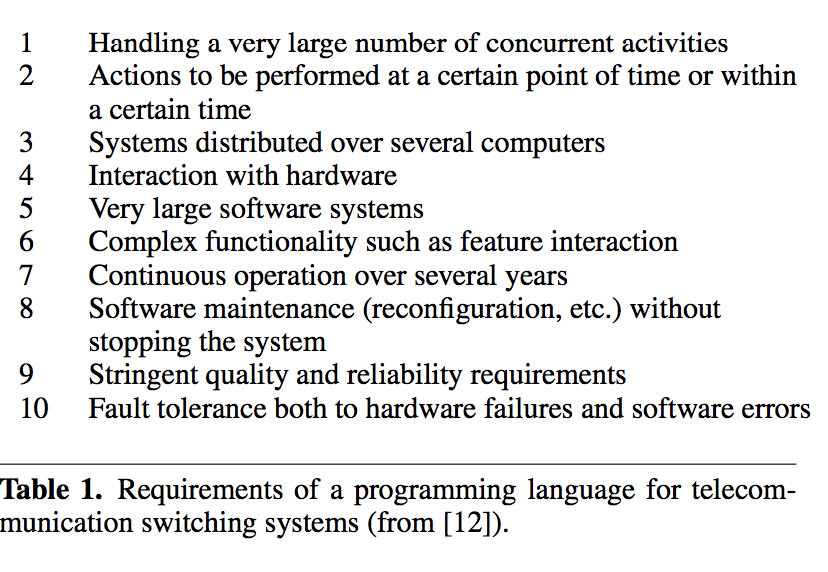 1 Handling a very large number of concurrent activities
2 Actions to be performed at a certain point of time or within
a certain time
3 Systems distributed over several computers
4 Interaction with hardware
5 Very large software systems
6 Complex functionality such as feature interaction
7 Continuous operation over several years
8 Software maintenance (reconfiguration, etc.) without
stopping the system
9 Stringent quality and reliability requirements
10 Fault tolerance both to hardware failures and software errors
Table 1. Requirements of a programming language for telecom-
munication switching systems (from [12]).